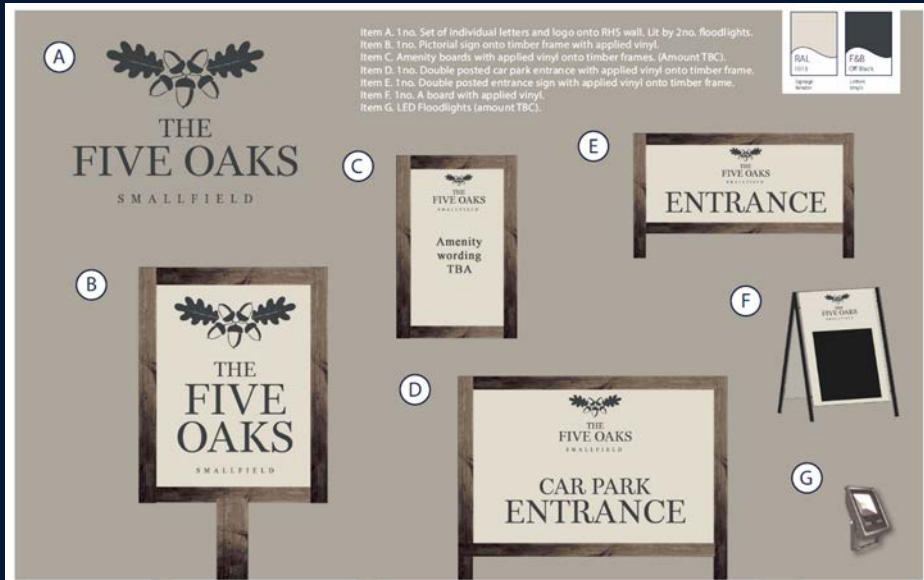 A
THE
FIVE OAKS
SMALLFIELD
Item A. 1no. Set of individual letters and logo onto RHS wall. Lit by 2no. floodlights.
Item B. 1no. Pictorial sign onto timber frame with applied vinyl.
Item C. Amenity boards with applied vinyl onto timber frames. (Amount TBC).
Item D. 1no. Double posted car park entrance with applied vinyl onto timber frame.
Item E. 1no. Double posted entrance sign with applied vinyl onto timber frame.
Item F. 1no. A board with applied vinyl.
Item G. LED Floodlights (amount TBC).
RAL
F&B
Off Black
Letters
C
THE
FIVE OAKS
SMALLFIELD
Amenity
wording
TBA
E
THE
FIVE OAKS
SMALLFIELD
ENTRANCE
B
THE
FIVE
OAKS
SMALLFIELD
F
THE
FIVE OAKS
D
THE
FIVE OAKS
SMALLFIELD
CAR PARK
ENTRANCE
G